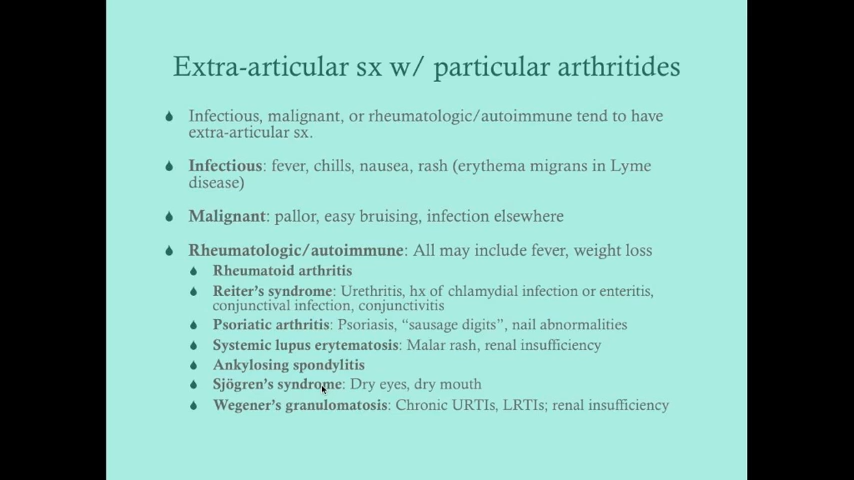 Extra-articular sx w/ particular arthritides
Infectious, malignant, or rheumatologic/autoimmune tend to have
extra-articular sx.
Infectious: fever, chills, nausea, rash (erythema migrans in Lyme
disease)
Malignant: pallor, easy bruising, infection elsewhere
Rheumatologic/autoimmune: All may include fever, weight loss
Rheumatoid arthritis
Reiter's syndrome: Urethritis, hx of chlamydial infection or enteritis,
conjunctival infection, conjunctivitis
Psoriatic arthritis: Psoriasis, “sausage digits”, nail abnormalities
Systemic lupus erytematosis: Malar rash, renal insufficiency
Ankylosing spondylitis
Sjögren's syndrome: Dry eyes, dry mouth
Wegener's granulomatosis: Chronic URTIs, LRTIs; renal insufficiency